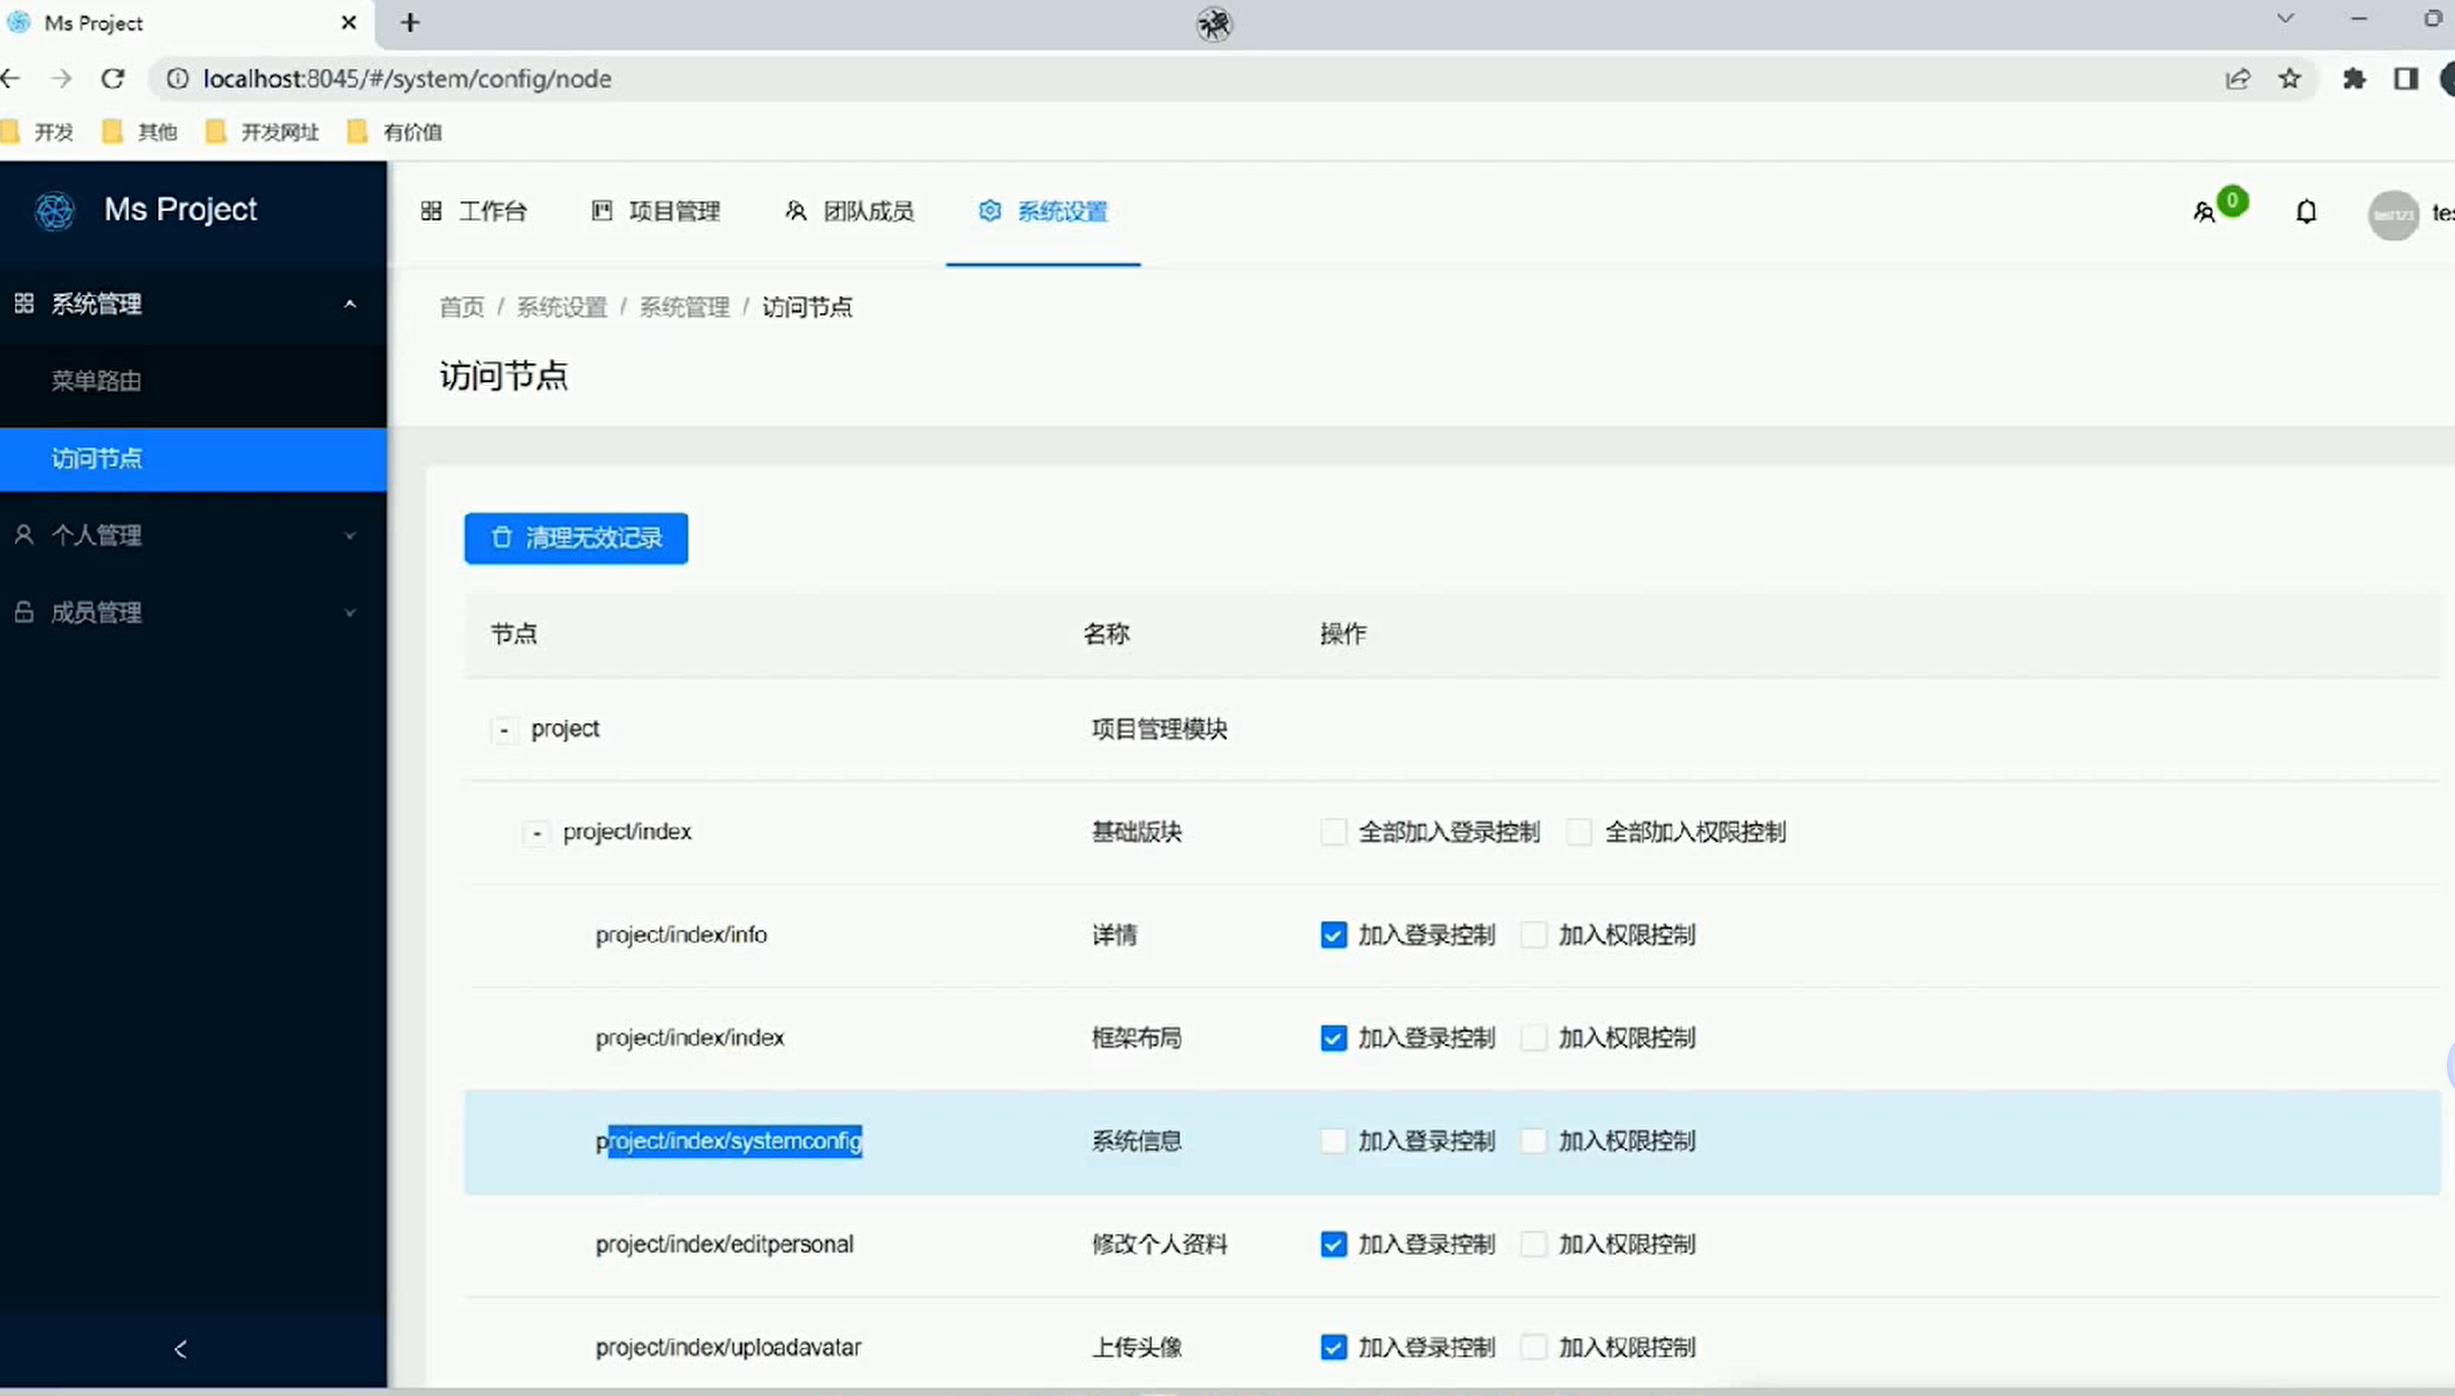 Ms Project
localhost:8045/#/system/config/node
开发 其他 开发网址 有价值
Ms Project
工作台 项目管理 团队成员 系统设置
0
系统管理
菜单路由
访问节点
个人管理
成员管理
首页 / 系统设置 / 系统管理 / 访问节点
访问节点
清理无效记录
节点 名称 操作
- project 项目管理模块
- project/index 基础版块 全部加入登录控制 全部加入权限控制
project/index/info 详情 加入登录控制 加入权限控制
project/index/index 框架布局 加入登录控制 加入权限控制
project/index/systemconfig 系统信息 加入登录控制 加入权限控制
project/index/editpersonal 修改个人资料 加入登录控制 加入权限控制
project/index/uploadavatar 上传头像 加入登录控制 加入权限控制